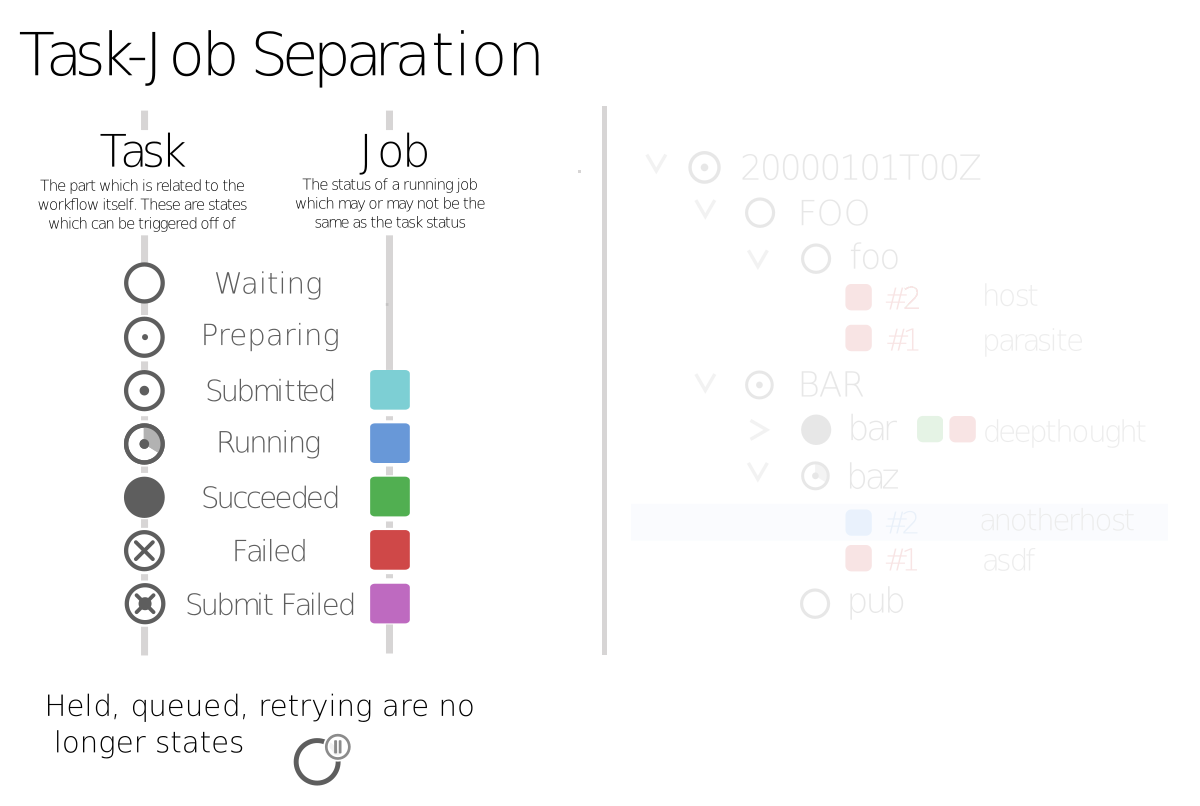 Task-Job Separation
Task
The part which is related to the
workflow itself. These are states
which can be triggered off of
Job
The status of a running job
which may or may not be the
same as the task status
Waiting
Preparing
Submitted
Running
Succeeded
Failed
Submit Failed
Held, queued, retrying are no
longer states
20000101T00Z
FOO
foo
#2 host
#1 parasite
BAR
bar deepthought
baz
#2 anotherhost
#1 asdf
pub